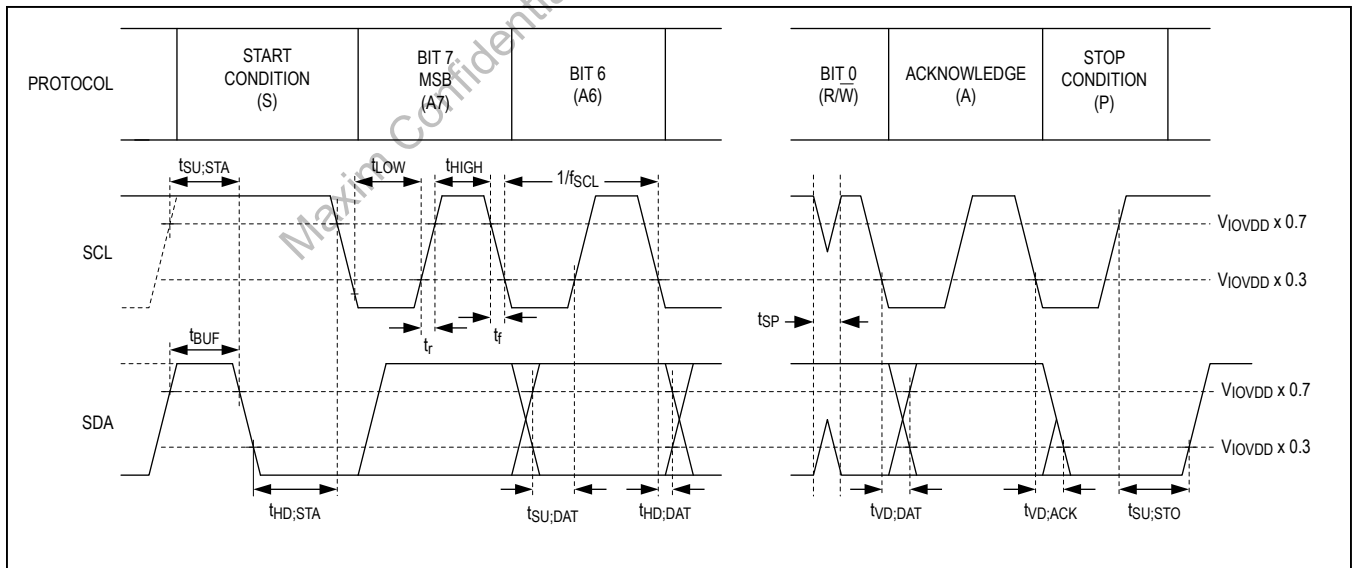 Maxim Confidential
PROTOCOL
START
CONDITION
(S)
BIT 7
MSB
(A7)
BIT 6
(A6)
BIT 0
(R/W̅)
ACKNOWLEDGE
(A)
STOP
CONDITION
(P)
tSU;STA
tLOW
tHIGH
1/fSCL
SCL
VIOVDD x 0.7
VIOVDD x 0.3
tBUF
tr
tf
tSP
SDA
VIOVDD x 0.7
VIOVDD x 0.3
tHD;STA
tSU;DAT
tHD;DAT
tVD;DAT
tVD;ACK
tSU;STO